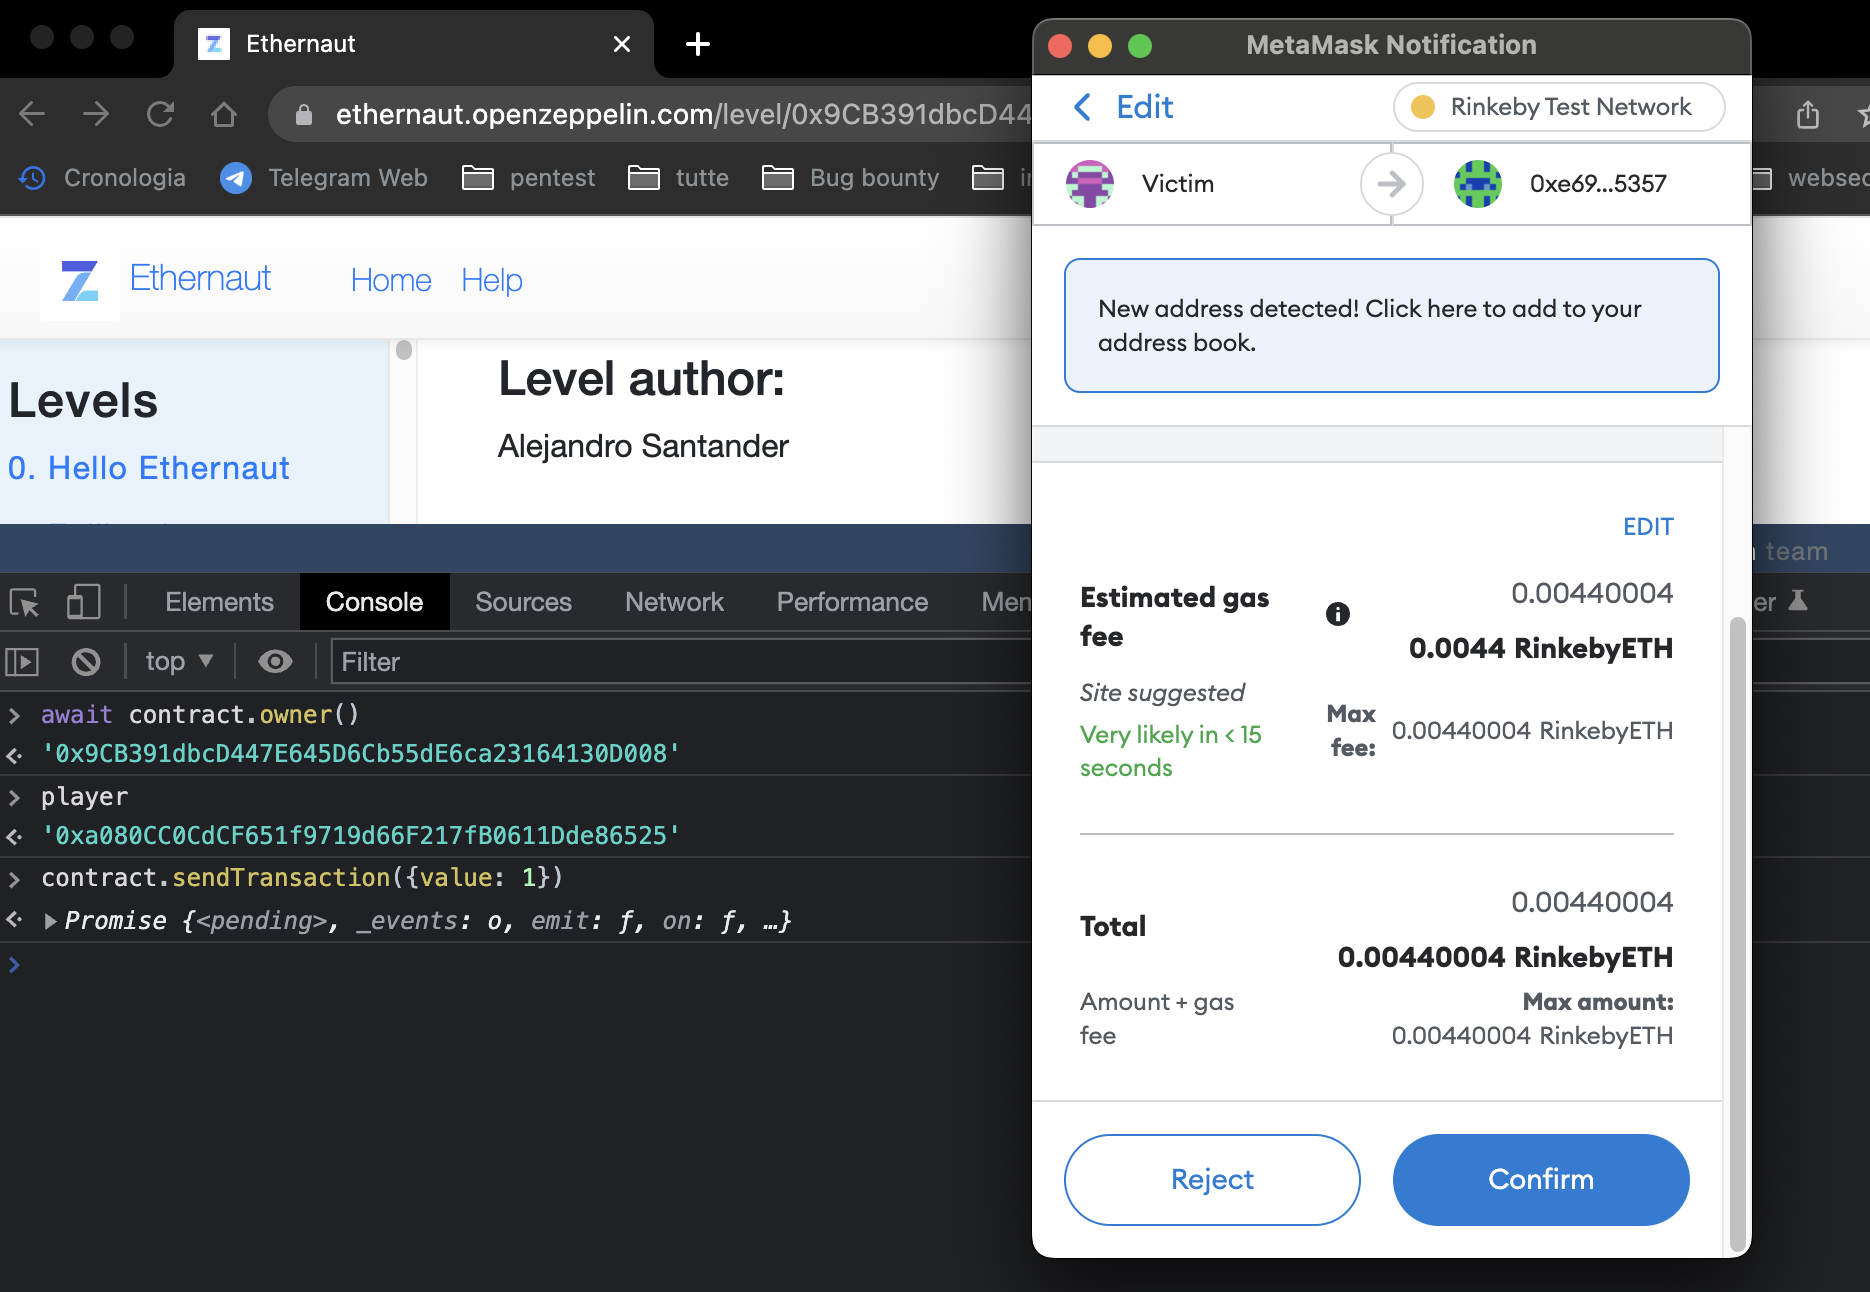 Ethernaut
ethernaut.openzeppelin.com/level/0x9CB391dbcD44
Cronologia
Telegram Web
pentest
tutte
Bug bounty
websec
Ethernaut
Home
Help
Levels
0. Hello Ethernaut
Level author:
Alejandro Santander
team
Elements
Console
Sources
Network
Performance
Mem
er
top
Filter
> await contract.owner()
'0x9CB391dbcD447E645D6Cb55dE6ca23164130D008'
> player
'0xa080CC0CdCF651f9719d66F217fB0611Dde86525'
> contract.sendTransaction({value: 1})
Promise {<pending>, _events: o, emit: ƒ, on: ƒ, …}
>
MetaMask Notification
Edit
Rinkeby Test Network
Victim
0xe69...5357
New address detected! Click here to add to your
address book.
EDIT
Estimated gas
fee
0.00440004
0.0044 RinkebyETH
Site suggested
Very likely in < 15
seconds
Max
fee:
0.00440004 RinkebyETH
Total
0.00440004
0.00440004 RinkebyETH
Amount + gas
fee
Max amount:
0.00440004 RinkebyETH
Reject
Confirm